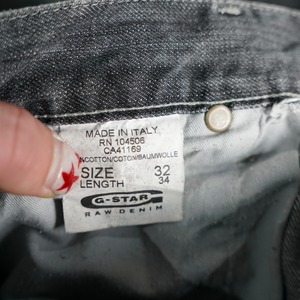 MADE IN ITALY
RN 104506
CA41169
COTTON/COTON/BAUMWOLLE
SIZE 32
LENGTH 34
G-STAR
RAW DENIM